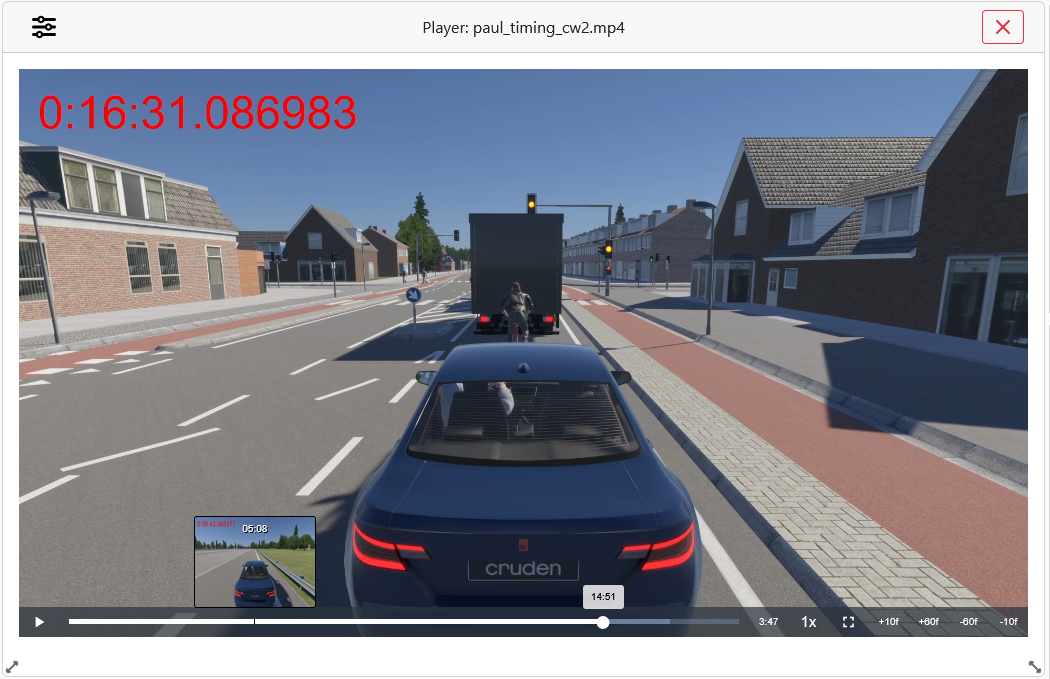 Player: paul_timing_cw2.mp4
0:16:31.086983
05:08
cruden
14:51
3:47
1x
+10f
+60f
-60f
-10f